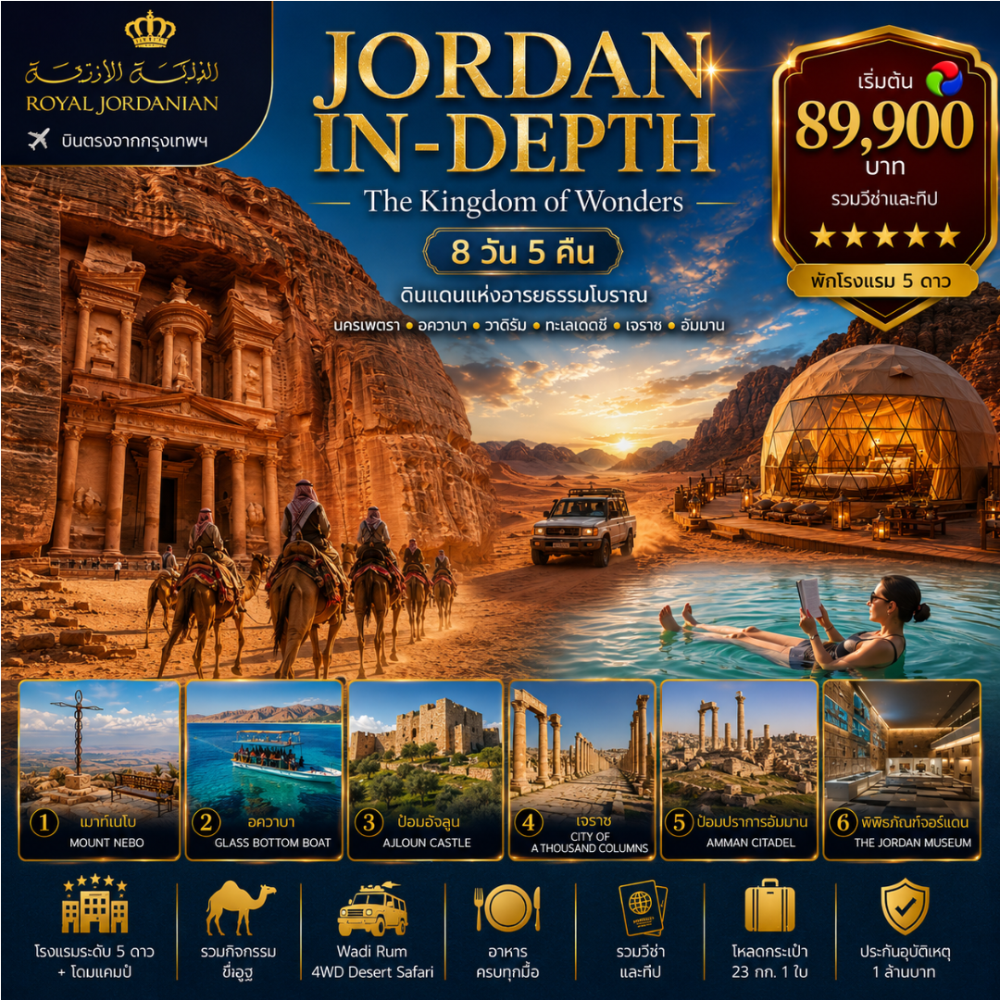 ROYAL JORDANIAN
บินตรงจากกรุงเทพฯ
JORDAN
IN-DEPTH
The Kingdom of Wonders
8 วัน 5 คืน
ดินแดนแห่งอารยธรรมโบราณ
นครเพตรา • อควาบา • วาดิรัม • ทะเลเดดซี • เจราช • อัมมาน
เริ่มต้น
89,900
บาท
รวมวีซ่าและทิป
พักโรงแรม 5 ดาว
1 เมาท์เนโบ
MOUNT NEBO
2 อควาบา
GLASS BOTTOM BOAT
3 ป้อมอัจลูน
AJLOUN CASTLE
4 เจราช
CITY OF
A THOUSAND COLUMNS
5 ป้อมปราการอัมมาน
AMMAN CITADEL
6 พิพิธภัณฑ์จอร์แดน
THE JORDAN MUSEUM
โรงแรมระดับ 5 ดาว
+ โดมแคมป์
รวมกิจกรรม
ขี่อูฐ
Wadi Rum
4WD Desert Safari
อาหาร
ครบทุกมื้อ
รวมวีซ่า
และทิป
โหลดกระเป๋า
23 กก. 1 ใบ
ประกันอุบัติเหตุ
1 ล้านบาท